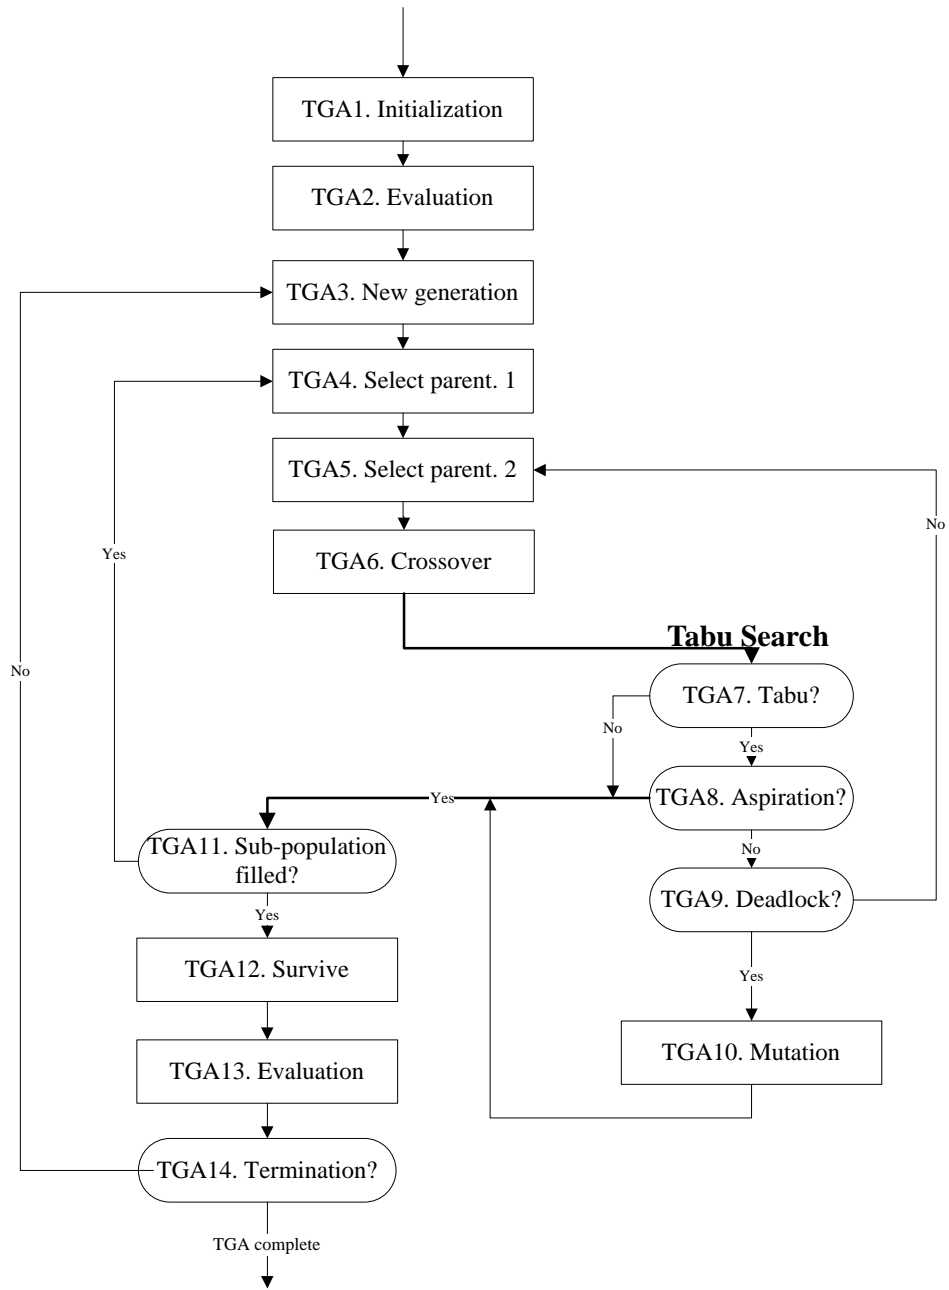 TGA1. Initialization
TGA2. Evaluation
TGA3. New generation
TGA4. Select parent. 1
TGA5. Select parent. 2
No
Yes
TGA6. Crossover
Tabu Search
No
TGA7. Tabu?
No
Yes
TGA8. Aspiration?
Yes
TGA11. Sub-population
filled?
No
TGA9. Deadlock?
Yes
TGA12. Survive
Yes
TGA10. Mutation
TGA13. Evaluation
TGA14. Termination?
TGA complete